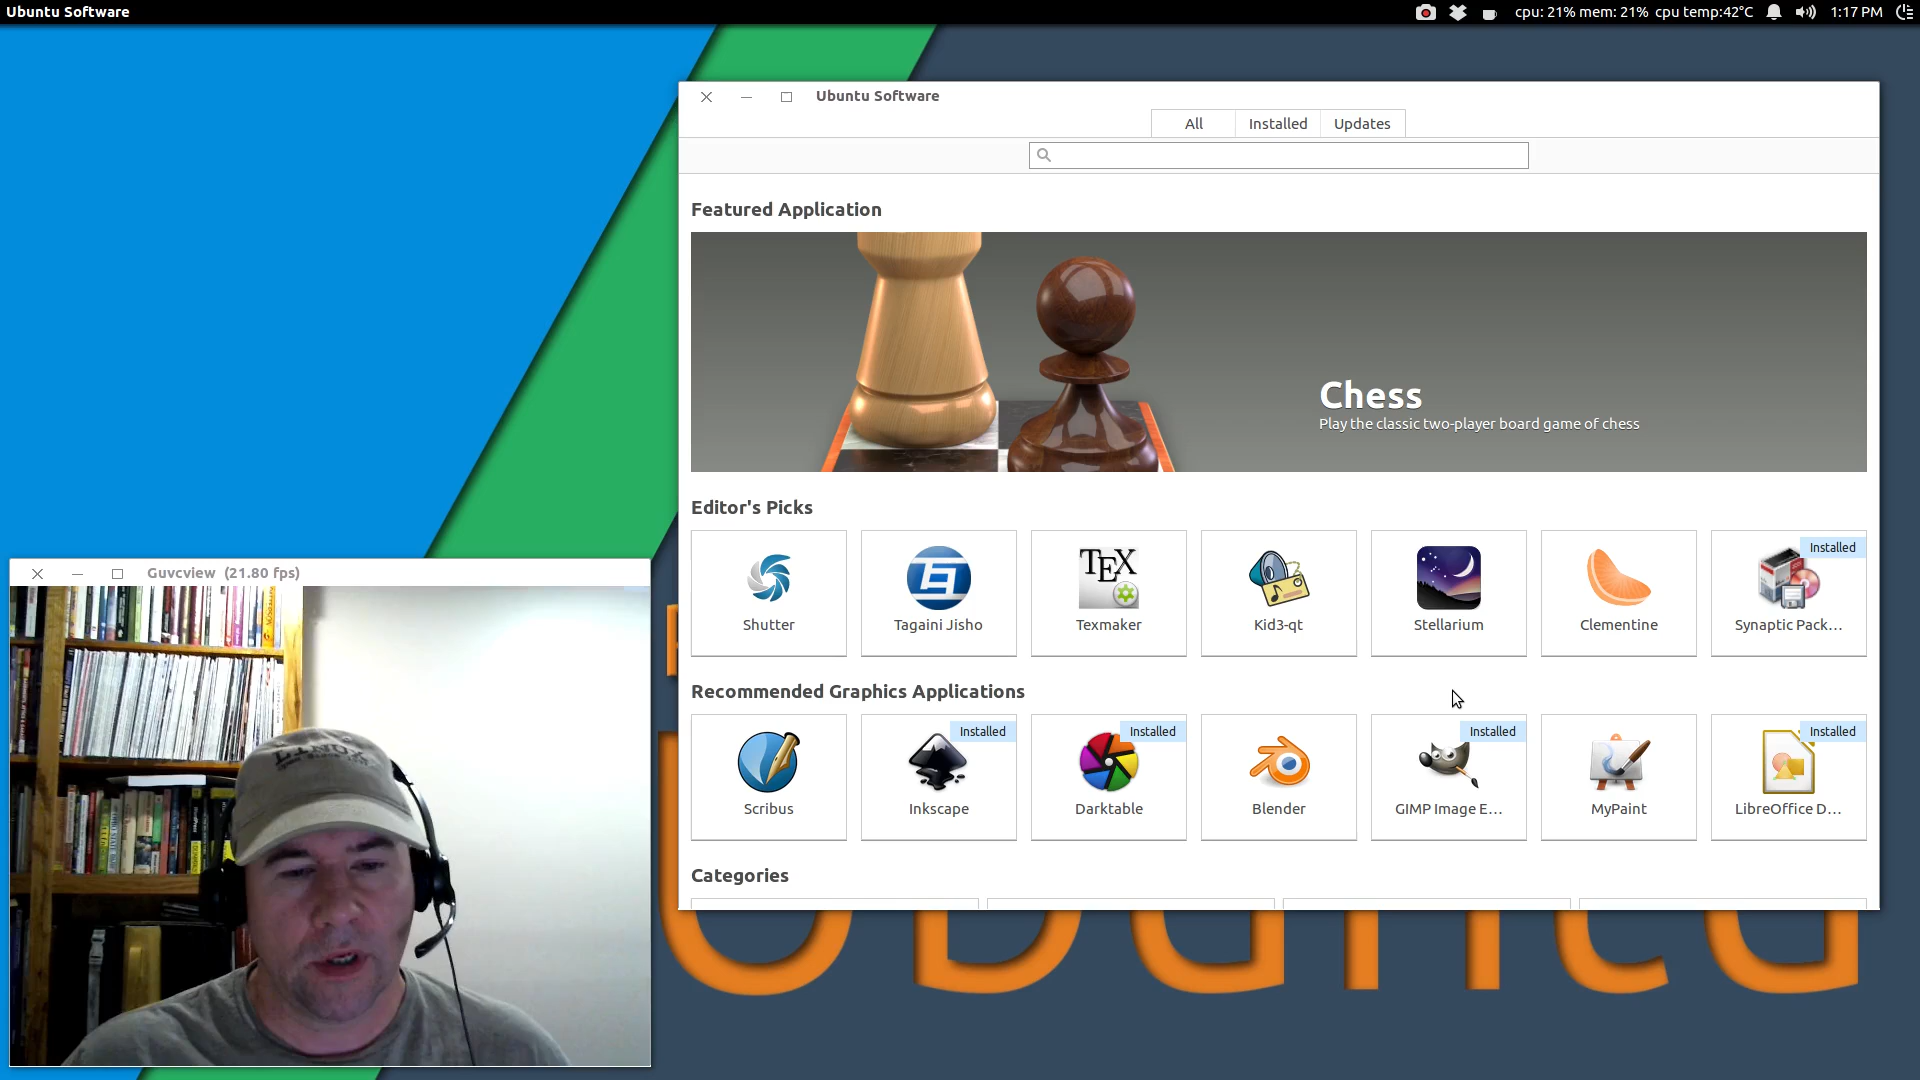 Ubuntu Software
cpu: 21% mem: 21% cpu temp:42°C
1:17 PM
Ubuntu Software
All
Installed
Updates
Featured Application
Chess
Play the classic two-player board game of chess
Editor's Picks
Shutter
Tagaini Jisho
TEX
Texmaker
Kid3-qt
Stellarium
Clementine
Installed
Synaptic Pack...
Recommended Graphics Applications
Scribus
Installed
Inkscape
Installed
Darktable
Blender
Installed
GIMP Image E...
MyPaint
Installed
LibreOffice D...
Categories
Guvcview (21.80 fps)
LINUX